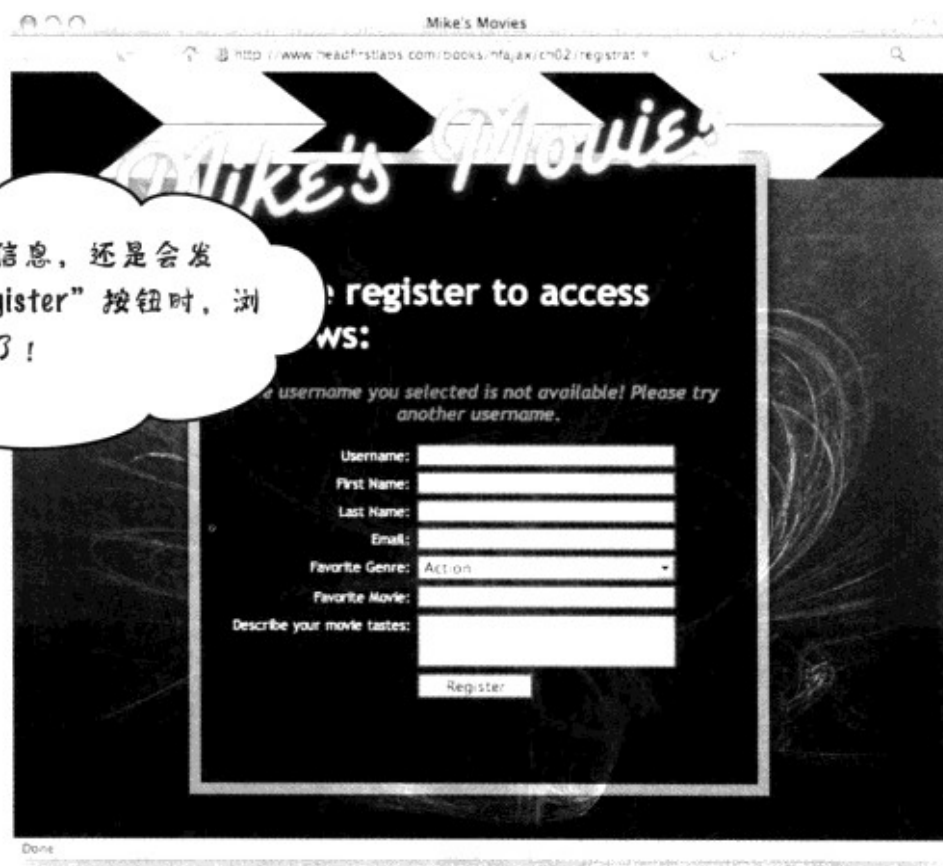 Mike's Movies
http://www.headfirstlabs.com/books/hfajax/ch02/registrat
Mike's Movies
信息，还是会发
gister”按钮时，浏
了！
e register to access
ws:
e username you selected is not available! Please try
another username.
Username:
First Name:
Last Name:
Email:
Favorite Genre: Action
Favorite Movie:
Describe your movie tastes:
Register
Done